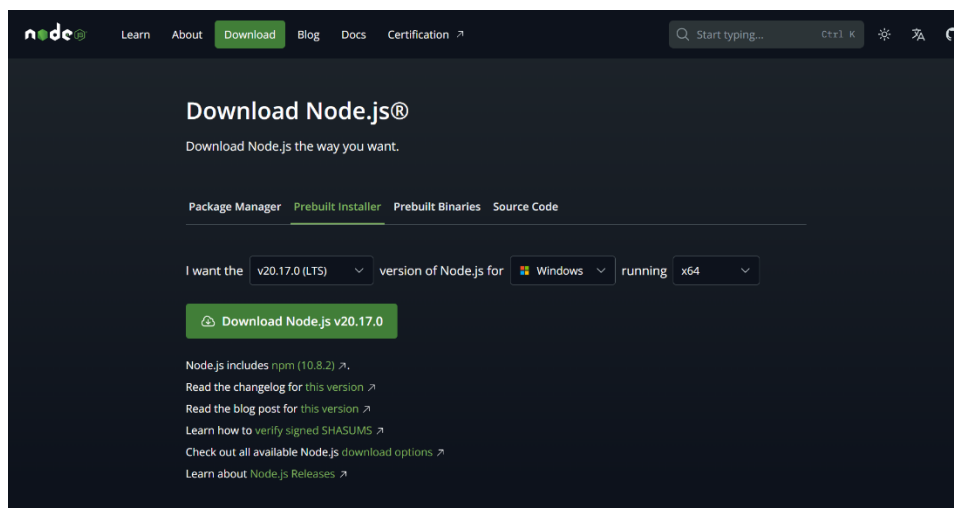 node js Learn About Download Blog Docs Certification ↗ Start typing... Ctrl K
Download Node.js®
Download Node.js the way you want.
Package Manager Prebuilt Installer Prebuilt Binaries Source Code
I want the v20.17.0 (LTS) version of Node.js for Windows running x64
Download Node.js v20.17.0
Node.js includes npm (10.8.2) ↗.
Read the changelog for this version ↗
Read the blog post for this version ↗
Learn how to verify signed SHASUMS ↗
Check out all available Node.js download options ↗
Learn about Node.js Releases ↗